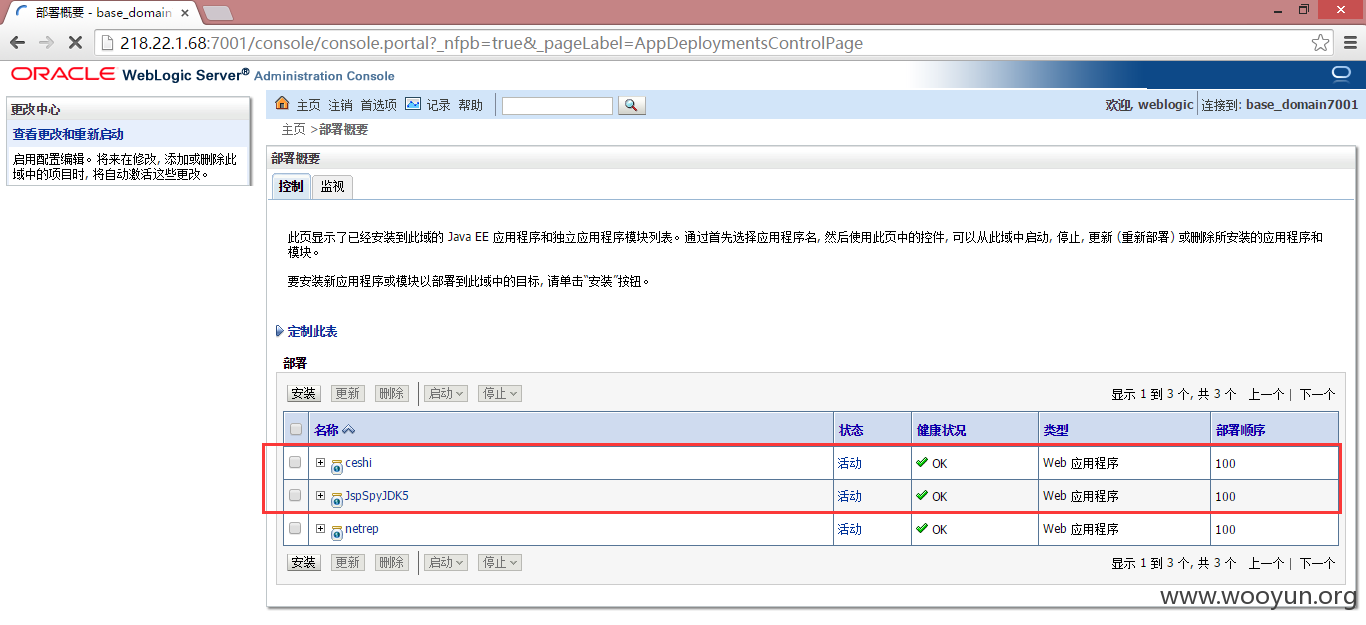 部署概要 - base_domain
218.22.1.68:7001/console/console.portal?_nfpb=true&_pageLabel=AppDeploymentsControlPage
ORACLE WebLogic Server® Administration Console
更改中心
查看更改和重新启动
启用配置编辑。将来在修改, 添加或删除此
域中的项目时, 将自动激活这些更改。
主页 注销 首选项 记录 帮助
欢迎, weblogic 连接到: base_domain7001
主页 >部署概要
部署概要
控制 监视
此页显示了已经安装到此域的 Java EE 应用程序和独立应用程序模块列表。通过首先选择应用程序名, 然后使用此页中的控件, 可以从此域中启动, 停止, 更新 (重新部署) 或删除所安装的应用程序和
模块。
要安装新应用程序或模块以部署到此域中的目标, 请单击“安装”按钮。
定制此表
部署
安装 更新 删除 启动 停止 显示 1 到 3 个, 共 3 个 上一个 | 下一个
名称 状态 健康状况 类型 部署顺序
ceshi 活动 OK Web 应用程序 100
JspSpyJDK5 活动 OK Web 应用程序 100
netrep 活动 OK Web 应用程序 100
安装 更新 删除 启动 停止 显示 1 到 3 个, 共 3 个 上一个 | 下一个
www.wooyun.org